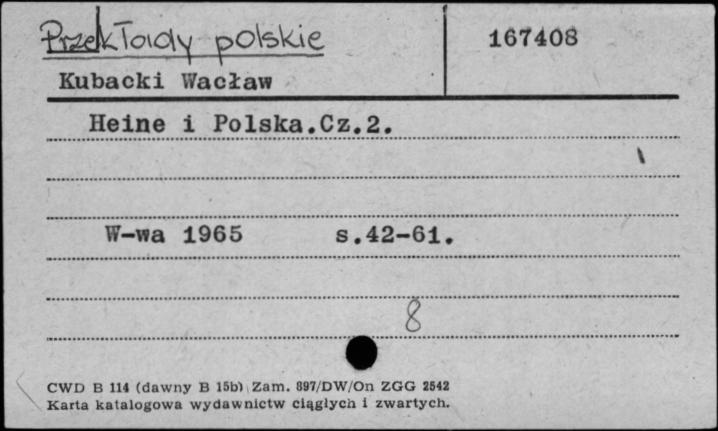 Przekłady polskie
167408
Kubacki Wacław
Heine i Polska.Cz.2.
W-wa 1965 s.42-61.
8
CWD B 114 (dawny B 15b) Zam. 897/DW/On ZGG 2542
Karta katalogowa wydawnictw ciągłych i zwartych.